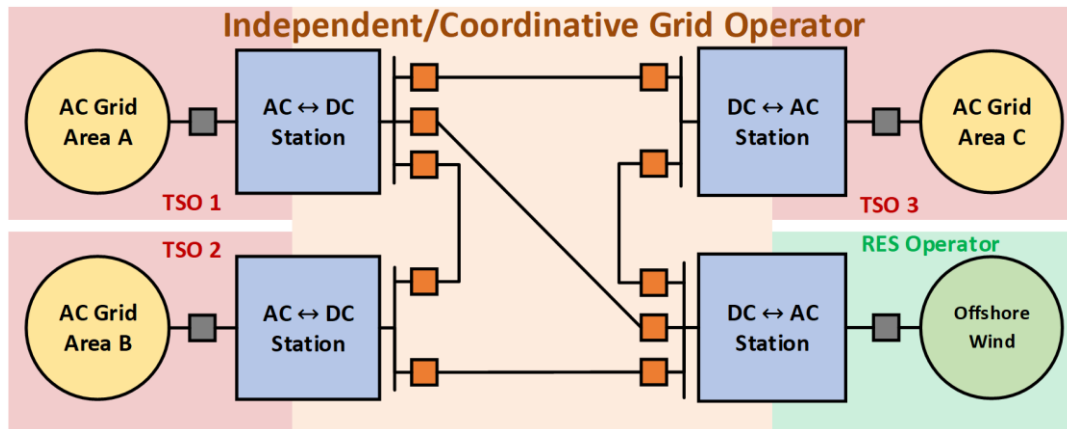 Independent/Coordinative Grid Operator
AC Grid
Area A
AC ↔ DC
Station
DC ↔ AC
Station
AC Grid
Area C
TSO 1
TSO 3
TSO 2
RES Operator
AC Grid
Area B
AC ↔ DC
Station
DC ↔ AC
Station
Offshore
Wind